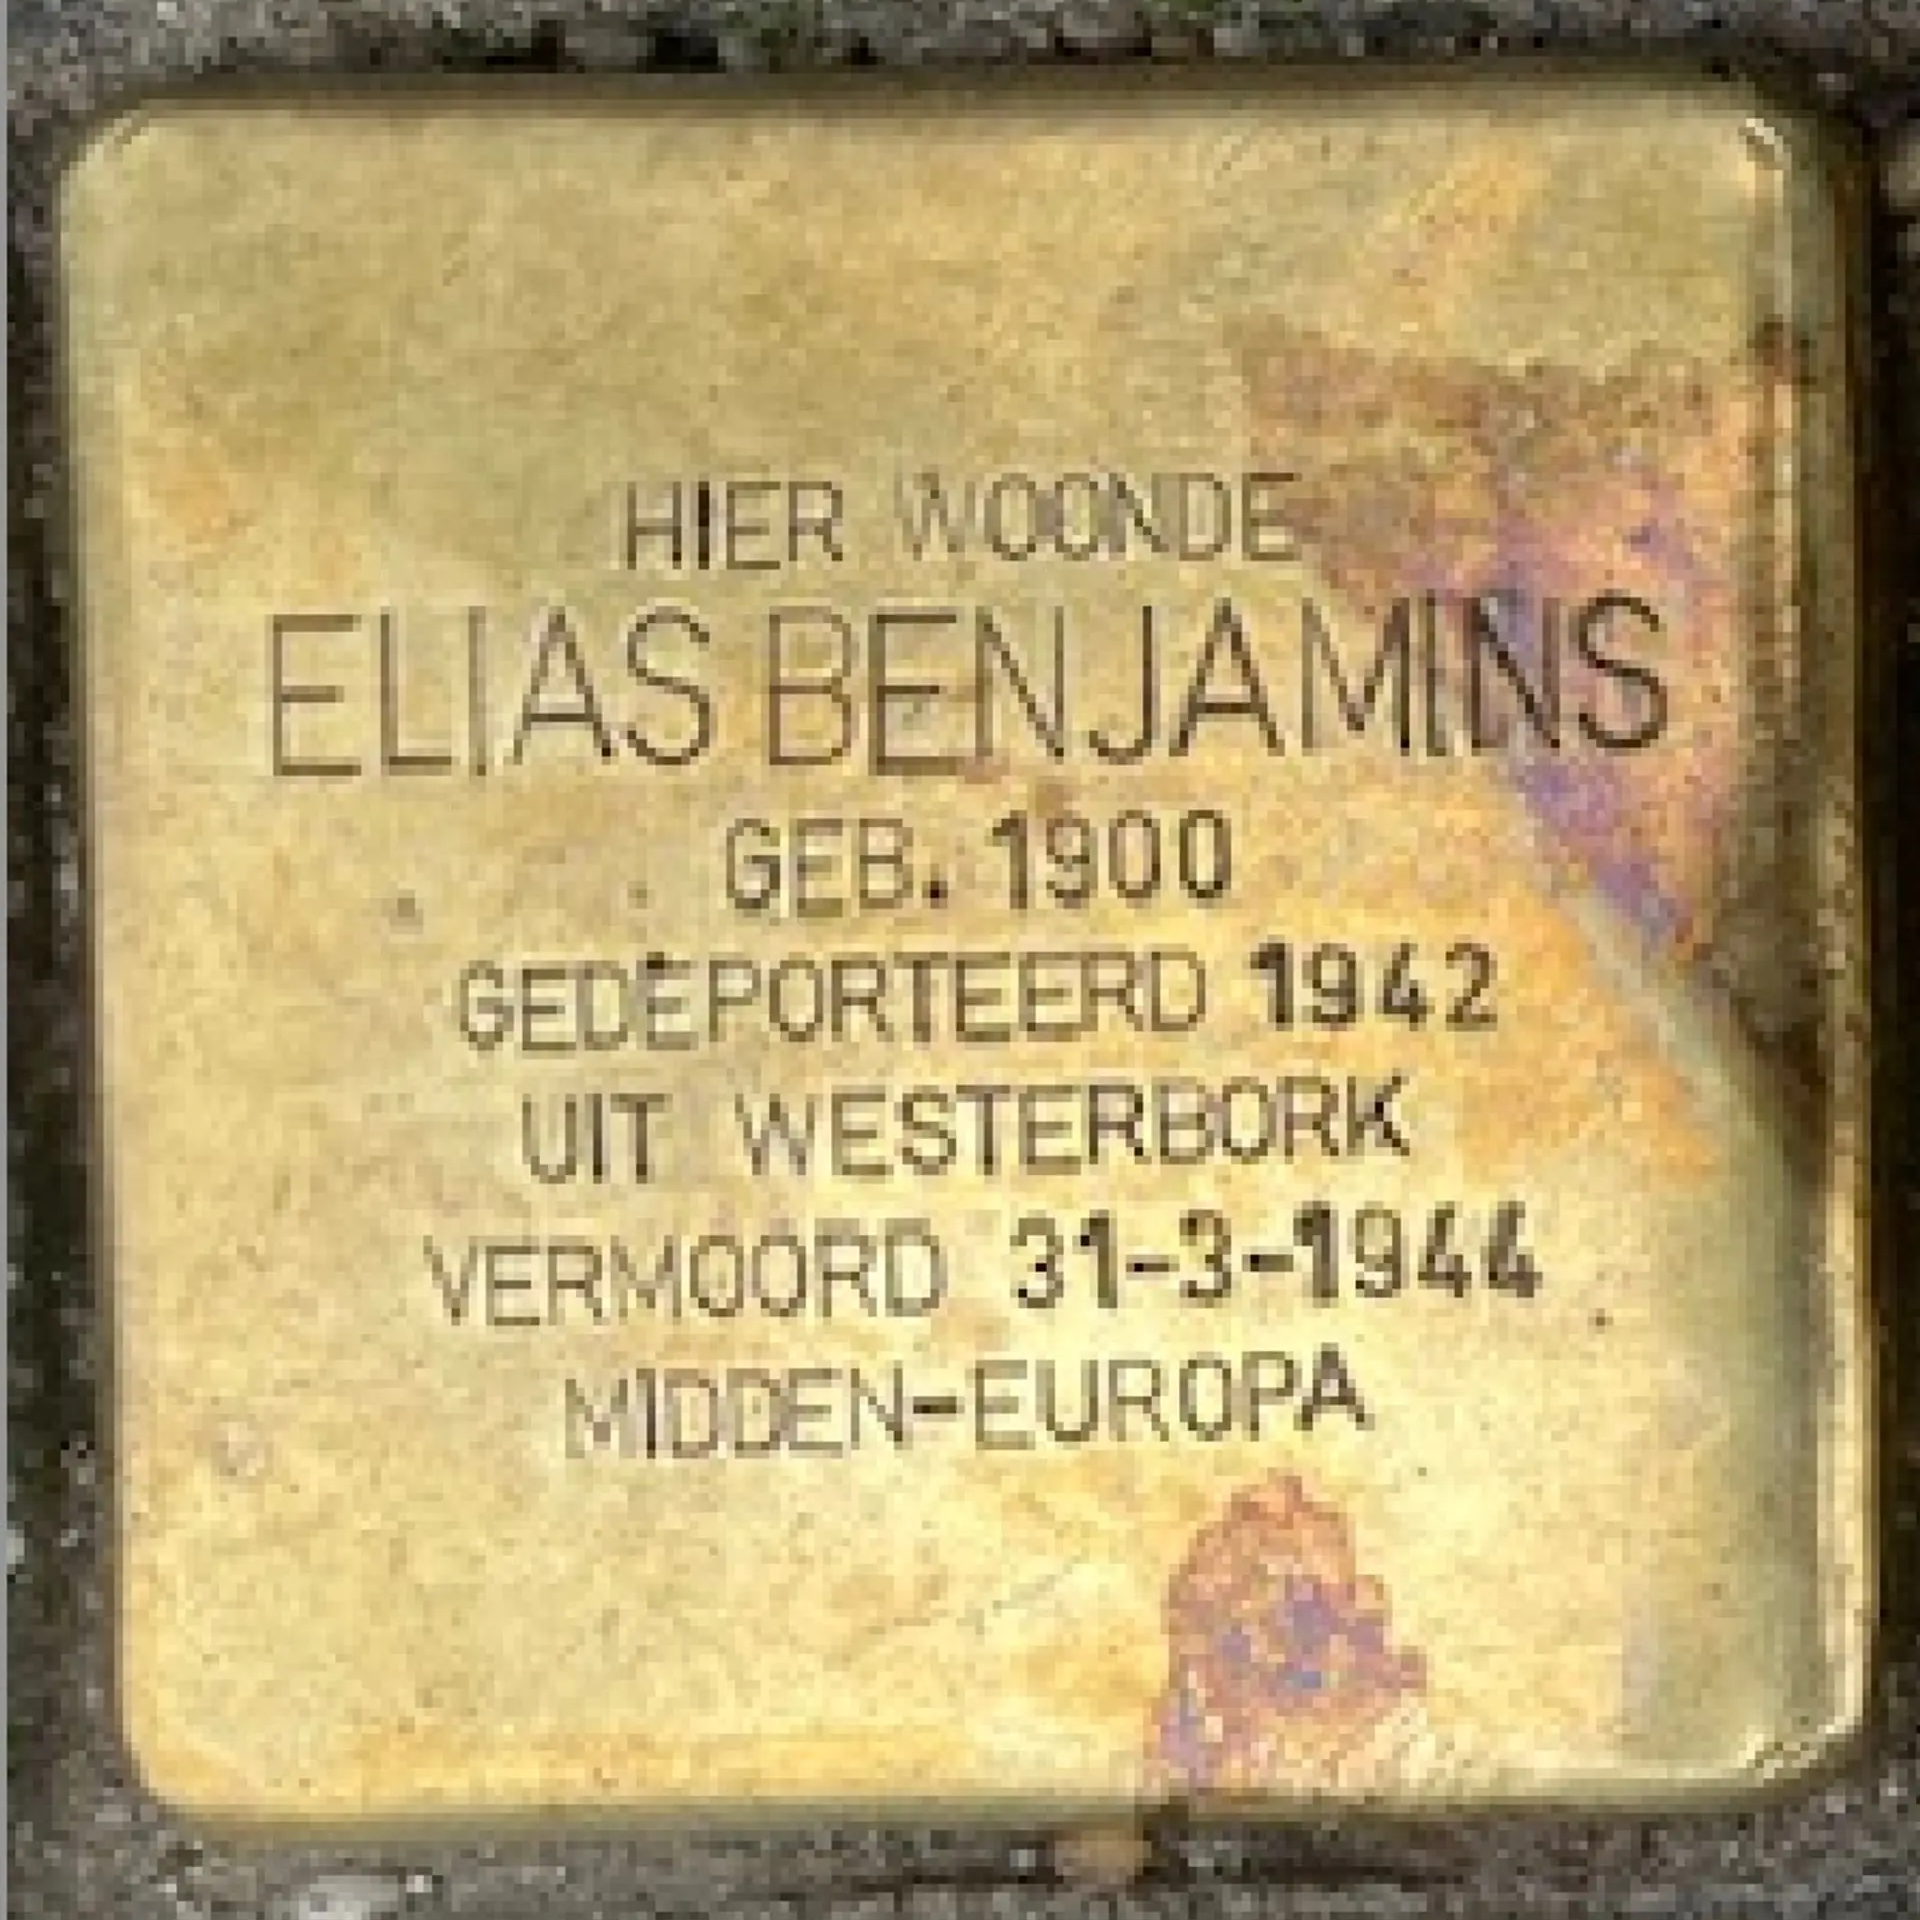 HIER WOONDE
ELIAS BENJAMINS
GEB. 1900
GEDEPORTEERD 1942
UIT WESTERBORK
VERMOORD 31-3-1944
MIDDEN-EUROPA